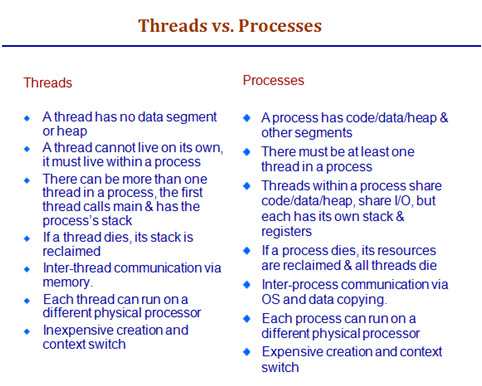 Threads vs. Processes
Threads
A thread has no data segment
or heap
A thread cannot live on its own,
it must live within a process
There can be more than one
thread in a process, the first
thread calls main & has the
process's stack
If a thread dies, its stack is
reclaimed
Inter-thread communication via
memory.
Each thread can run on a
different physical processor
Inexpensive creation and
context switch
Processes
A process has code/data/heap &
other segments
There must be at least one
thread in a process
Threads within a process share
code/data/heap, share I/O, but
each has its own stack &
registers
If a process dies, its resources
are reclaimed & all threads die
Inter-process communication via
OS and data copying.
Each process can run on a
different physical processor
Expensive creation and context
switch